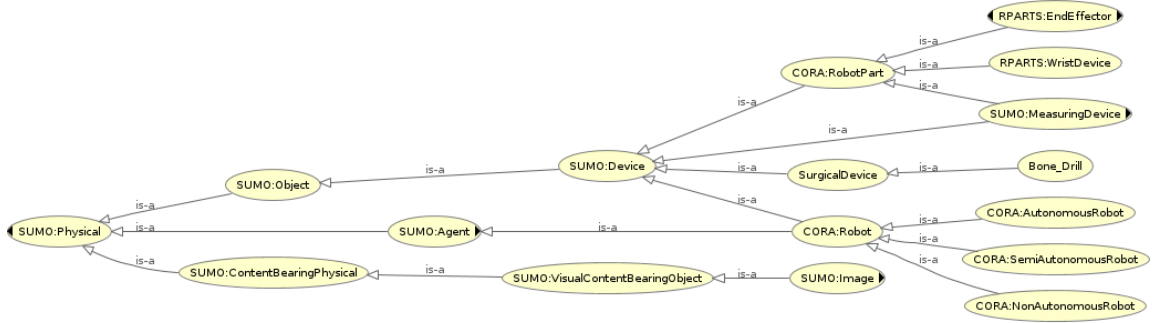 RPARTS:EndEffector
is-a
RPARTS:WristDevice
is-a
CORA:RobotPart
is-a
is-a
SUMO:MeasuringDevice
is-a
SUMO:Device
is-a
SurgicalDevice
is-a
Bone_Drill
SUMO:Object
is-a
is-a
is-a
CORA:AutonomousRobot
is-a
SUMO:Physical
is-a
SUMO:Agent
is-a
CORA:Robot
is-a
CORA:SemiAutonomousRobot
is-a
is-a
SUMO:ContentBearingPhysical
is-a
SUMO:VisualContentBearingObject
is-a
SUMO:Image
CORA:NonAutonomousRobot